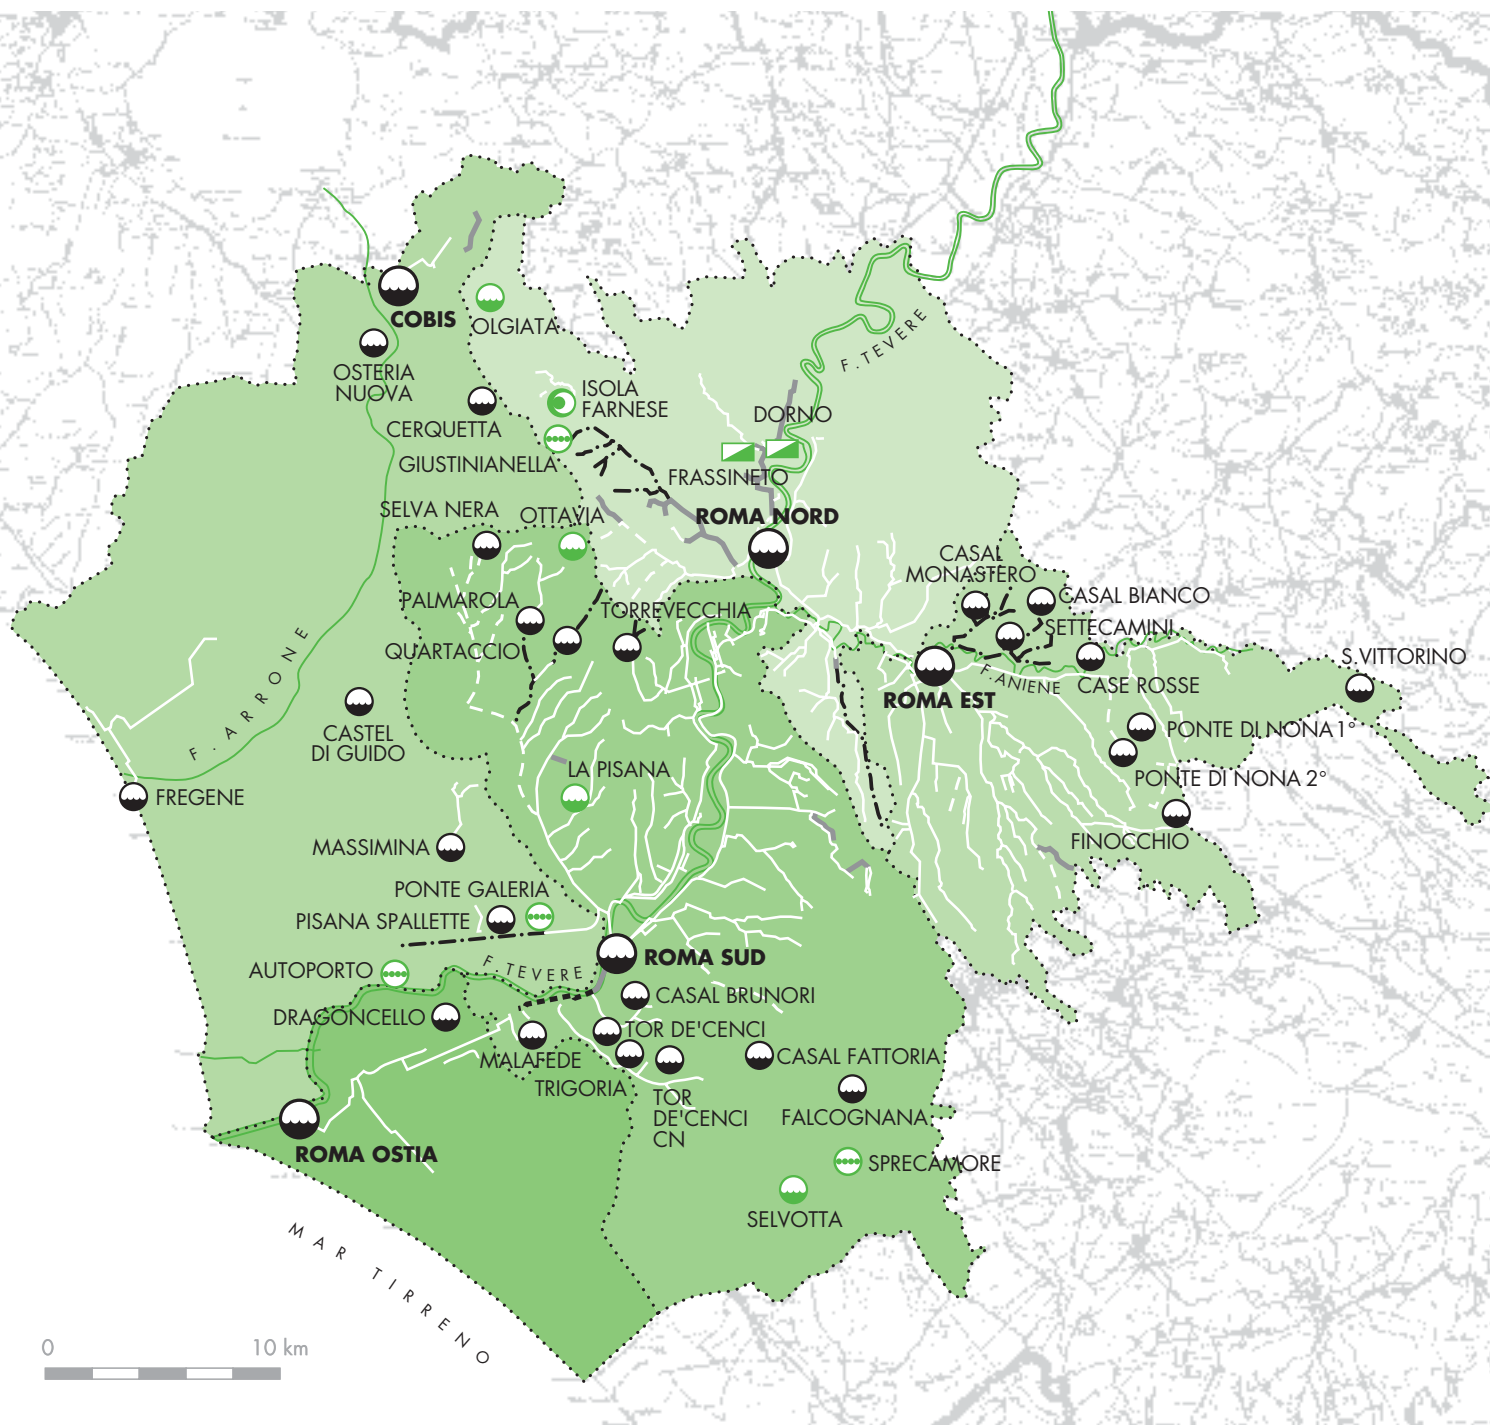 COBIS
OLGIATA
OSTERIA
NUOVA
F. TEVERE
ISOLA
FARNESE
CERQUETTA
DORNO
GIUSTINIANELLA
FRASSINETO
SELVA NERA
OTTAVIA
ROMA NORD
CASAL
MONASTERO
CASAL BIANCO
PALMAROLA
TORREVECCHIA
SETTECAMINI
QUARTACCIO
S.VITTORINO
F. ANIENE
CASE ROSSE
ROMA EST
F. ARRONE
CASTEL
DI GUIDO
PONTE DI NONA 1°
LA PISANA
PONTE DI NONA 2°
FREGENE
MASSIMINA
FINOCCHIO
PONTE GALERIA
PISANA SPALLETTE
ROMA SUD
AUTOPORTO
F. TEVERE
CASAL BRUNORI
DRAGONCELLO
TOR DE'CENCI
MALAFEDE
CASAL FATTORIA
TRIGORIA
TOR
DE'CENCI
CN
FALCOGNANA
ROMA OSTIA
SPRECAMORE
SELVOTTA
MAR TIRRENO
0 10 km